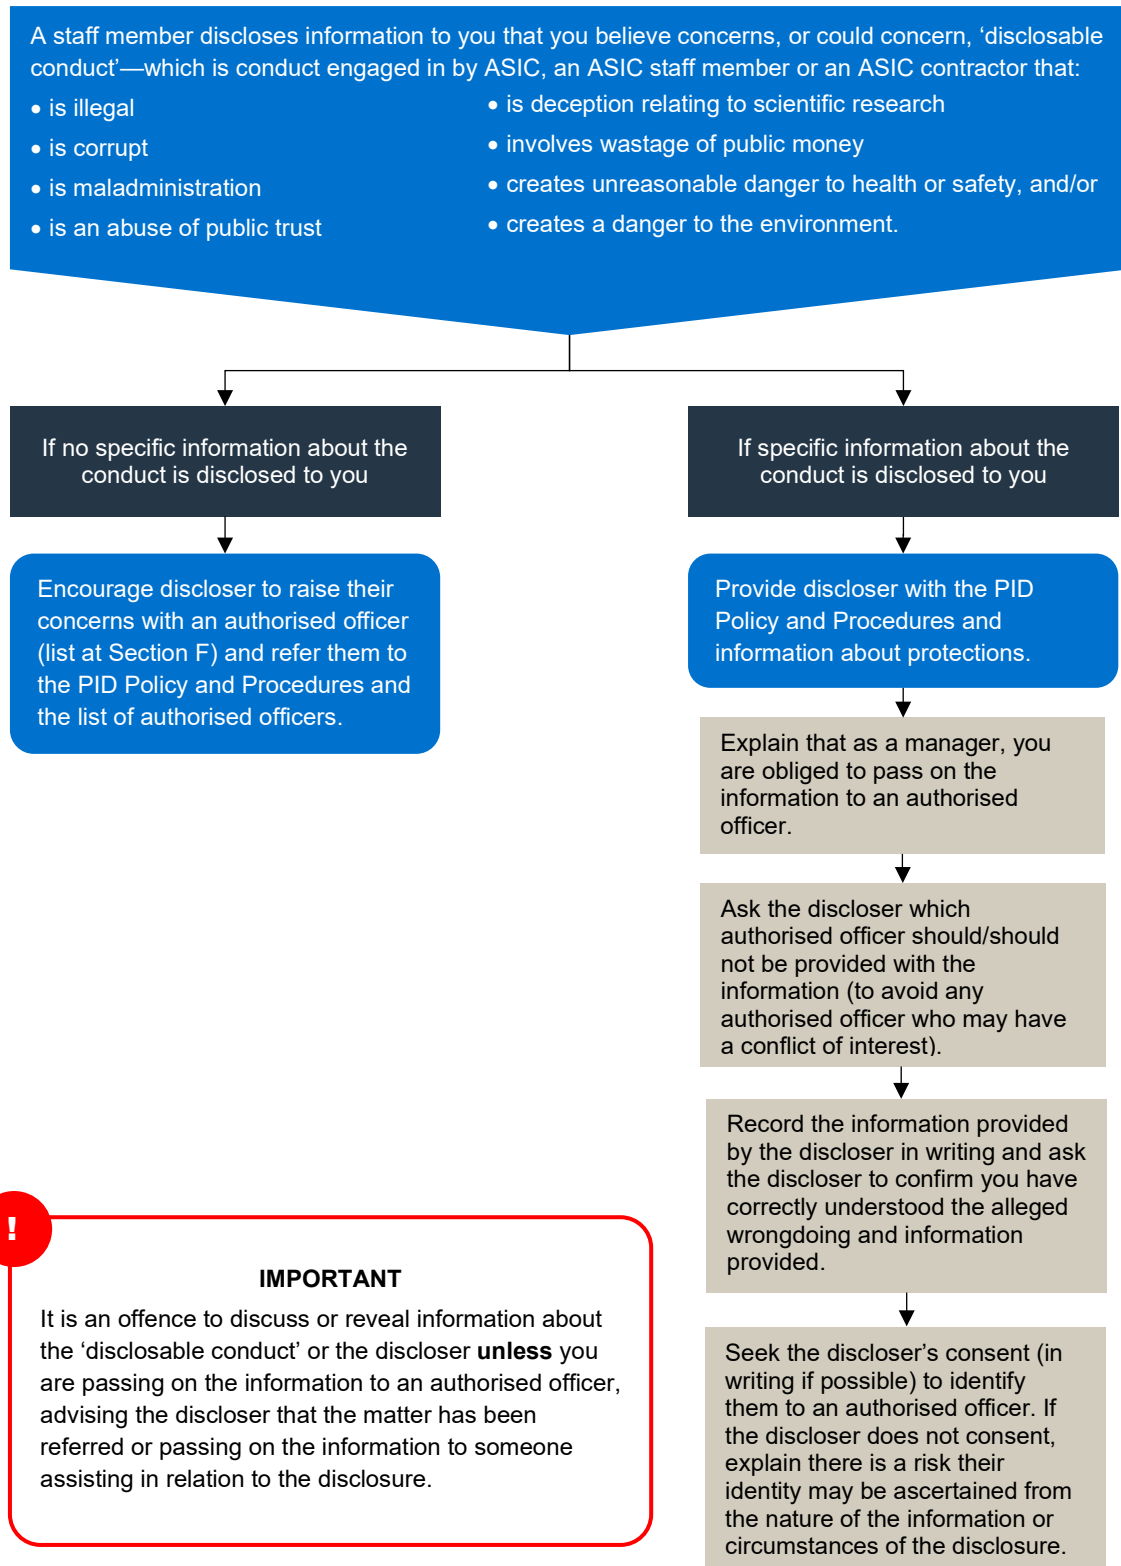 A staff member discloses information to you that you believe concerns, or could concern, ‘disclosable
conduct’—which is conduct engaged in by ASIC, an ASIC staff member or an ASIC contractor that:
• is illegal
• is corrupt
• is maladministration
• is an abuse of public trust
• is deception relating to scientific research
• involves wastage of public money
• creates unreasonable danger to health or safety, and/or
• creates a danger to the environment.
If no specific information about the
conduct is disclosed to you
Encourage discloser to raise their
concerns with an authorised officer
(list at Section F) and refer them to
the PID Policy and Procedures and
the list of authorised officers.
If specific information about the
conduct is disclosed to you
Provide discloser with the PID
Policy and Procedures and
information about protections.
Explain that as a manager, you
are obliged to pass on the
information to an authorised
officer.
Ask the discloser which
authorised officer should/should
not be provided with the
information (to avoid any
authorised officer who may have
a conflict of interest).
Record the information provided
by the discloser in writing and ask
the discloser to confirm you have
correctly understood the alleged
wrongdoing and information
provided.
Seek the discloser’s consent (in
writing if possible) to identify
them to an authorised officer. If
the discloser does not consent,
explain there is a risk their
identity may be ascertained from
the nature of the information or
circumstances of the disclosure.
!
IMPORTANT
It is an offence to discuss or reveal information about
the ‘disclosable conduct’ or the discloser unless you
are passing on the information to an authorised officer,
advising the discloser that the matter has been
referred or passing on the information to someone
assisting in relation to the disclosure.